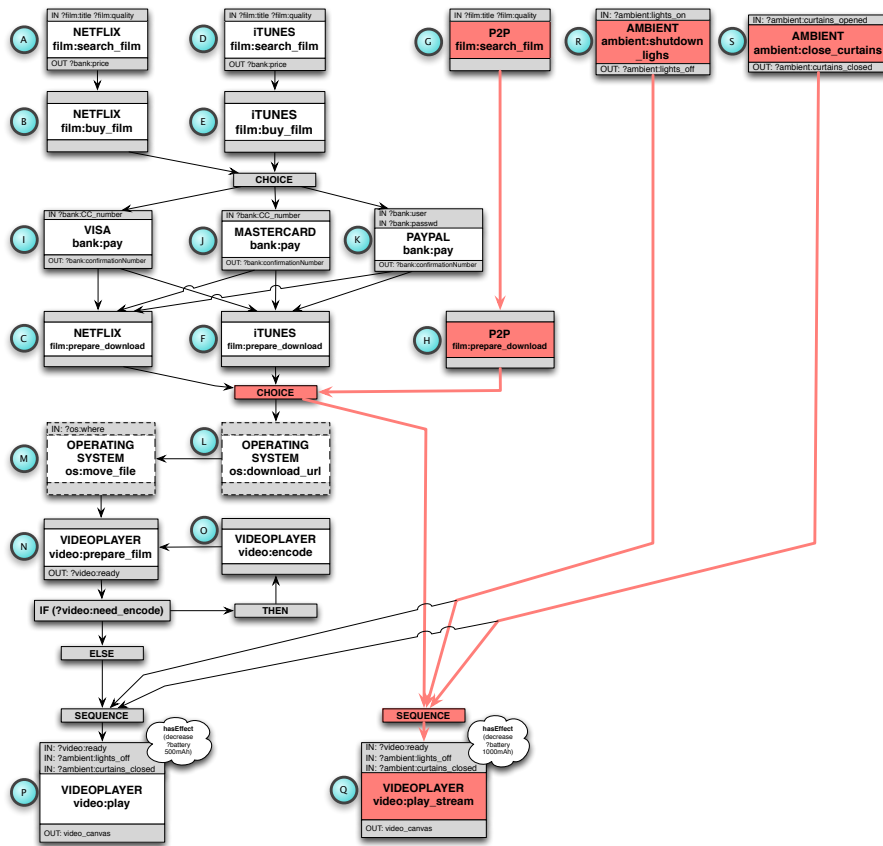 IN ?film:title ?film:quality
A
NETFLIX
film:search_film
OUT ?bank:price
IN ?film:title ?film:quality
D
iTUNES
film:search_film
OUT ?bank:price
IN ?film:title ?film:quality
G
P2P
film:search_film
IN: ?ambient:lights_on
R
AMBIENT
ambient:shutdown
_lighs
OUT: ?ambient:lights_off
IN: ?ambient:curtains_opened
S
AMBIENT
ambient:close_curtains
OUT: ?ambient:curtains_closed
B
NETFLIX
film:buy_film
E
iTUNES
film:buy_film
CHOICE
IN ?bank:CC_number
I
VISA
bank:pay
OUT: ?bank:confirmationNumber
IN ?bank:CC_number
J
MASTERCARD
bank:pay
OUT: ?bank:confirmationNumber
IN ?bank:user
IN ?bank:passwd
K
PAYPAL
bank:pay
OUT: ?bank:confirmationNumber
C
NETFLIX
film:prepare_download
F
iTUNES
film:prepare_download
H
P2P
film:prepare_download
CHOICE
IN: ?os:where
M
OPERATING
SYSTEM
os:move_file
L
OPERATING
SYSTEM
os:download_url
N
VIDEOPLAYER
video:prepare_film
OUT: ?video:ready
O
VIDEOPLAYER
video:encode
IF (?video:need_encode)
THEN
ELSE
SEQUENCE
SEQUENCE
hasEffect
(decrease
?battery
500mAh)
IN: ?video:ready
IN: ?ambient:lights_off
IN: ?ambient:curtains_closed
P
VIDEOPLAYER
video:play
OUT: video_canvas
hasEffect
(decrease
?battery
1000mAh)
IN: ?video:ready
IN: ?ambient:lights_off
IN: ?ambient:curtains_closed
Q
VIDEOPLAYER
video:play_stream
OUT: video_canvas